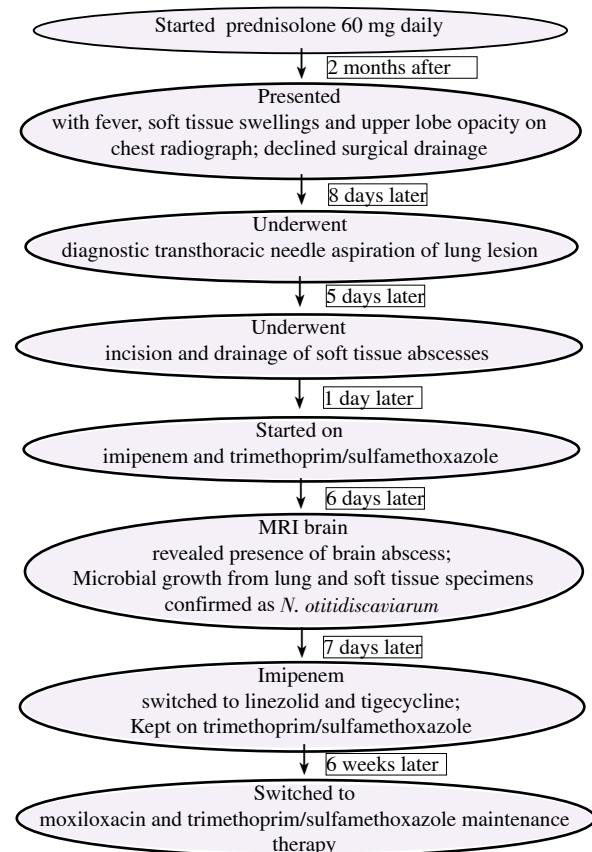 Started prednisolone 60 mg daily
2 months after
Presented
with fever, soft tissue swellings and upper lobe opacity on
chest radiograph; declined surgical drainage
8 days later
Underwent
diagnostic transthoracic needle aspiration of lung lesion
5 days later
Underwent
incision and drainage of soft tissue abscesses
1 day later
Started on
imipenem and trimethoprim/sulfamethoxazole
6 days later
MRI brain
revealed presence of brain abscess;
Microbial growth from lung and soft tissue specimens
confirmed as N. otitidiscaviarum
7 days later
Imipenem
switched to linezolid and tigecycline;
Kept on trimethoprim/sulfamethoxazole
6 weeks later
Switched to
moxiloxacin and trimethoprim/sulfamethoxazole maintenance
therapy